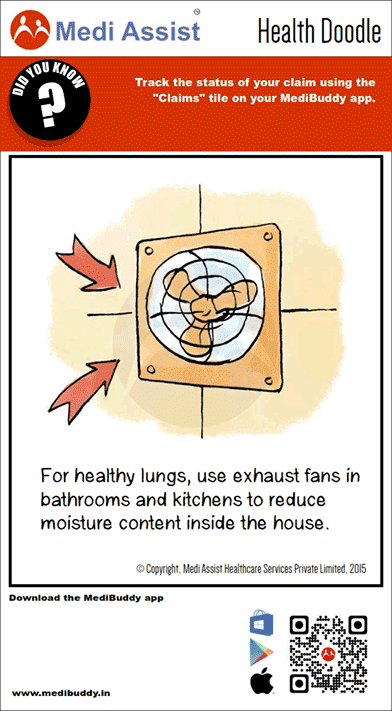 Medi Assist
Health Doodle
DID YOU KNOW
?
Track the status of your claim using the
"Claims" tile on your MediBuddy app.
For healthy lungs, use exhaust fans in
bathrooms and kitchens to reduce
moisture content inside the house.
© Copyright, Medi Assist Healthcare Services Private Limited, 2015
Download the MediBuddy app
www.medibuddy.in